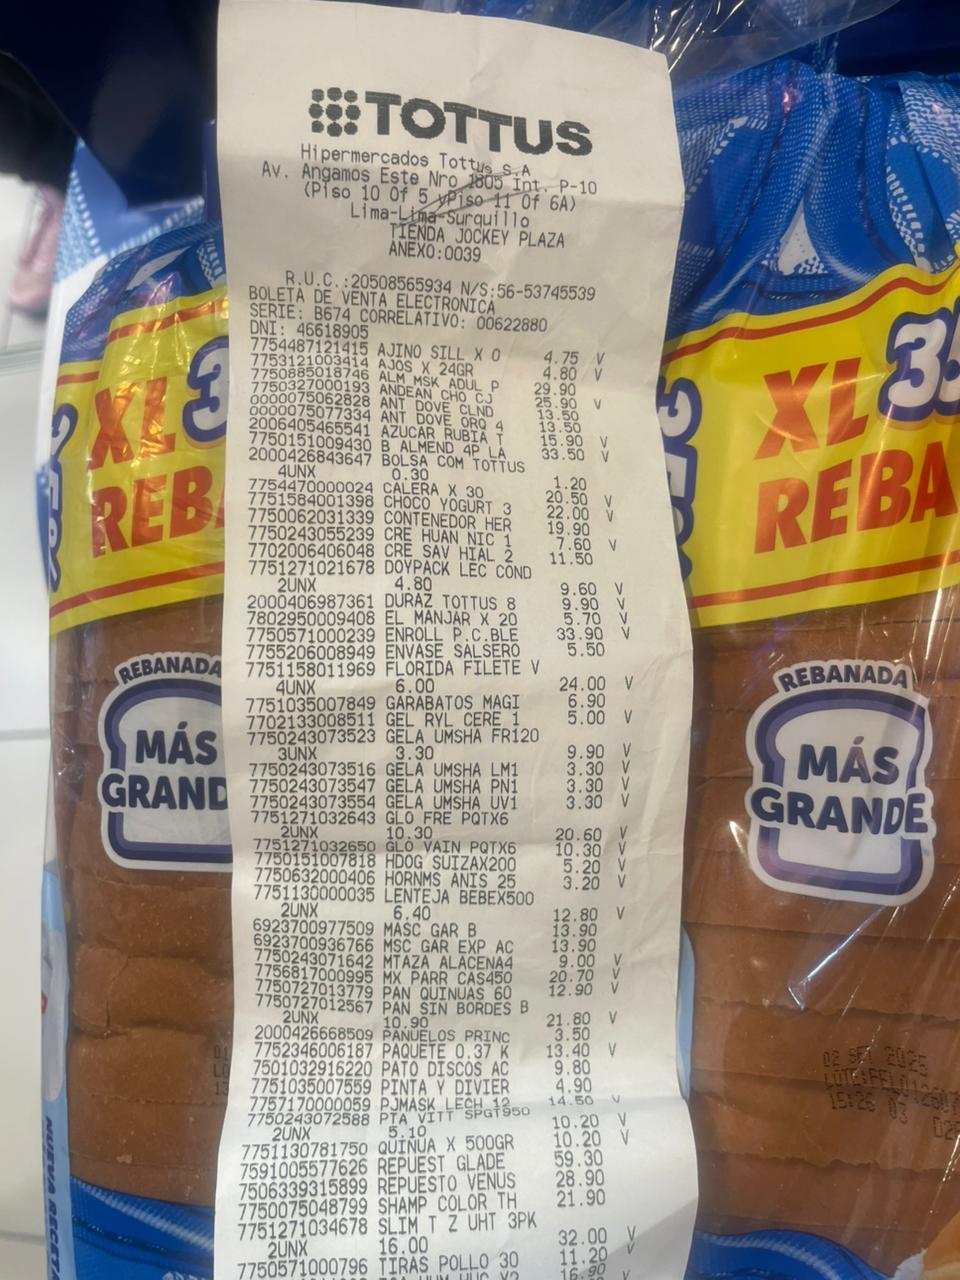 TOTTUS
Hipermercados Tottus S.A
Av. Angamos Este Nro 1805 Int. P-10
(Piso 10 Of 5 yPiso 11 Of 6A)
Lima-Lima-Surquillo
TIENDA JOCKEY PLAZA
ANEXO:0039
R.U.C.:20508565934 N/S:56-53745539
BOLETA DE VENTA ELECTRONICA
SERIE: B674 CORRELATIVO: 00622880
DNI: 46618905
7754487121415 AJINO SILL X 0 4.75 V
7753121003414 AJOS X 24GR 4.80 V
7750885018746 ALM MSK ADUL P 29.90
7750327000193 ANDEAN CHO CJ 25.90 V
0000075062828 ANT DOVE CLND 13.50
0000075077334 ANT DOVE ORQ 4 13.50
2006405465541 AZUCAR RUBIA T 15.90 V
7750151009430 B ALMEND 4P LA 33.50 V
2000426843647 BOLSA COM TOTTUS
4UNX 0.30 1.20
7754470000024 CALERA X 30 20.50 V
7751584001398 CHOCO YOGURT 3 22.00 V
7750062031339 CONTENEDOR HER 19.90
7750243055239 CRE HUAN NIC 1 7.60 V
7702006406048 CRE SAV HIAL 2 11.50
7751271021678 DOYPACK LEC COND
2UNX 4.80 9.60 V
2000406987361 DURAZ TOTTUS 8 9.90 V
7802950009408 EL MANJAR X 20 5.70 V
7750571000239 ENROLL P.C.BLE 33.90 V
7755206008949 ENVASE SALSERO 5.50
7751158011969 FLORIDA FILETE V
4UNX 6.00 24.00 V
7751035007849 GARABATOS MAGI 6.90
7702133008511 GEL RYL CERE 1 5.00 V
7750243073523 GELA UMSHA FR120
3UNX 3.30 9.90 V
7750243073516 GELA UMSHA LM1 3.30 V
7750243073547 GELA UMSHA PN1 3.30 V
7750243073554 GELA UMSHA UV1 3.30 V
7751271032643 GLO FRE PQTX6
2UNX 10.30 20.60 V
7751271032650 GLO VAIN PQTX6 10.30 V
7750151007818 HDOG SUIZAX200 5.20 V
7750632000406 HORNMS ANIS 25 3.20 V
7751130000035 LENTEJA BEBEX500
2UNX 6.40 12.80 V
6923700977509 MASC GAR B 13.90
6923700936766 MSC GAR EXP AC 13.90
7750243071642 MTAZA ALACENA4 9.00 V
7756817000995 MX PARR CAS450 20.70 V
7750727013779 PAN QUINUAS 60 12.90 V
7750727012567 PAN SIN BORDES B
2UNX 10.90 21.80 V
2000426668509 PANUELOS PRINC 3.50
7752346006187 PAQUETE 0.37 K 13.40 V
7501032916220 PATO DISCOS AC 9.80
7751035007559 PINTA Y DIVIER 4.90
7757170000059 PJMASK LECH 12 14.50 V
7750243072588 PTA VITT SPGT950
2UNX 5.10 10.20 V
7751130781750 QUINUA X 500GR 10.20 V
7591005577626 REPUEST GLADE 59.30
7506339315899 REPUESTO VENUS 28.90
7500075048799 SHAMP COLOR TH 21.90
7751271034678 SLIM T Z UHT 3PK
2UNX 16.00 32.00 V
7750571000796 TIRAS POLLO 30 11.20 V
16.90
XL 35
REBA
REBANADA
MÁS
GRANDE
XL 3
REBA
REBANADA
MÁS
GRAND
02 SET 2025
NUEVA RECETA